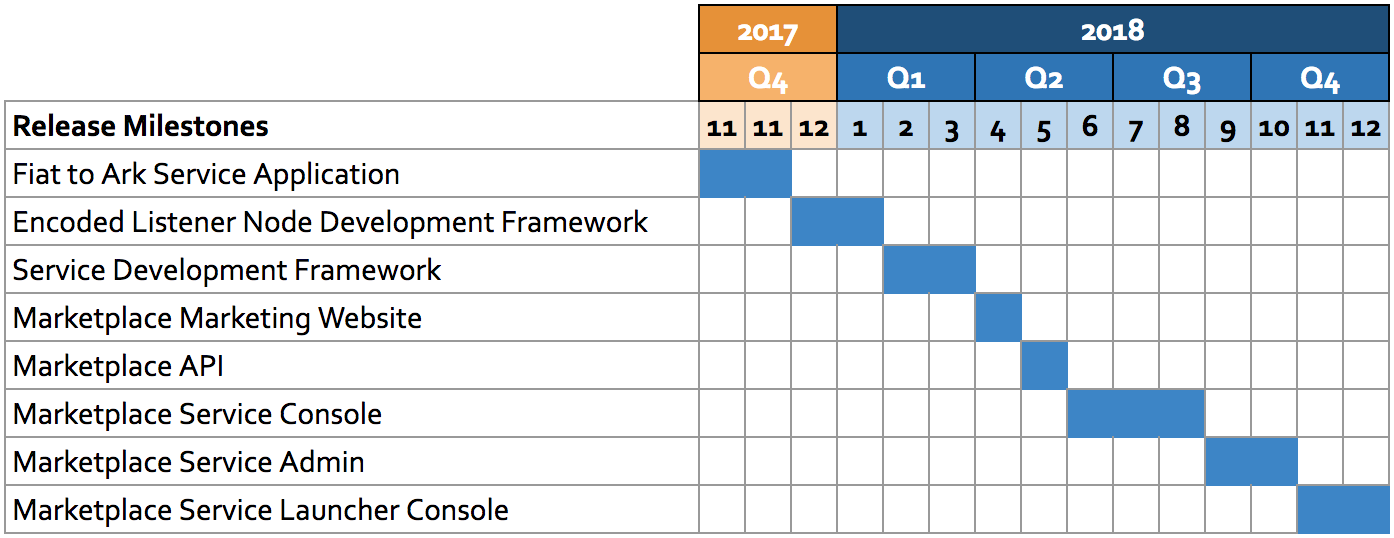 2017 2018
Q4 Q1 Q2 Q3 Q4
Release Milestones 11 11 12 1 2 3 4 5 6 7 8 9 10 11 12
Fiat to Ark Service Application
Encoded Listener Node Development Framework
Service Development Framework
Marketplace Marketing Website
Marketplace API
Marketplace Service Console
Marketplace Service Admin
Marketplace Service Launcher Console